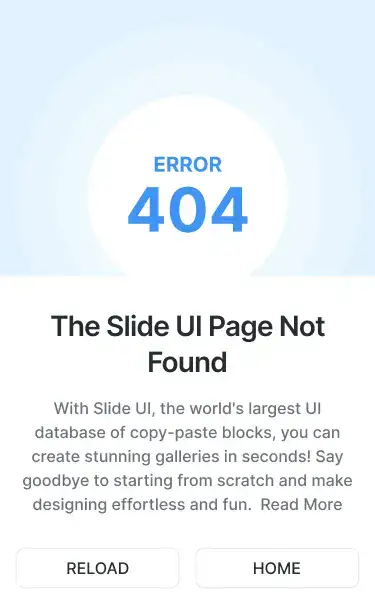 ERROR
404
The Slide UI Page Not
Found
With Slide UI, the world's largest UI
database of copy-paste blocks, you can
create stunning galleries in seconds! Say
goodbye to starting from scratch and make
designing effortless and fun.  Read More
RELOAD
HOME